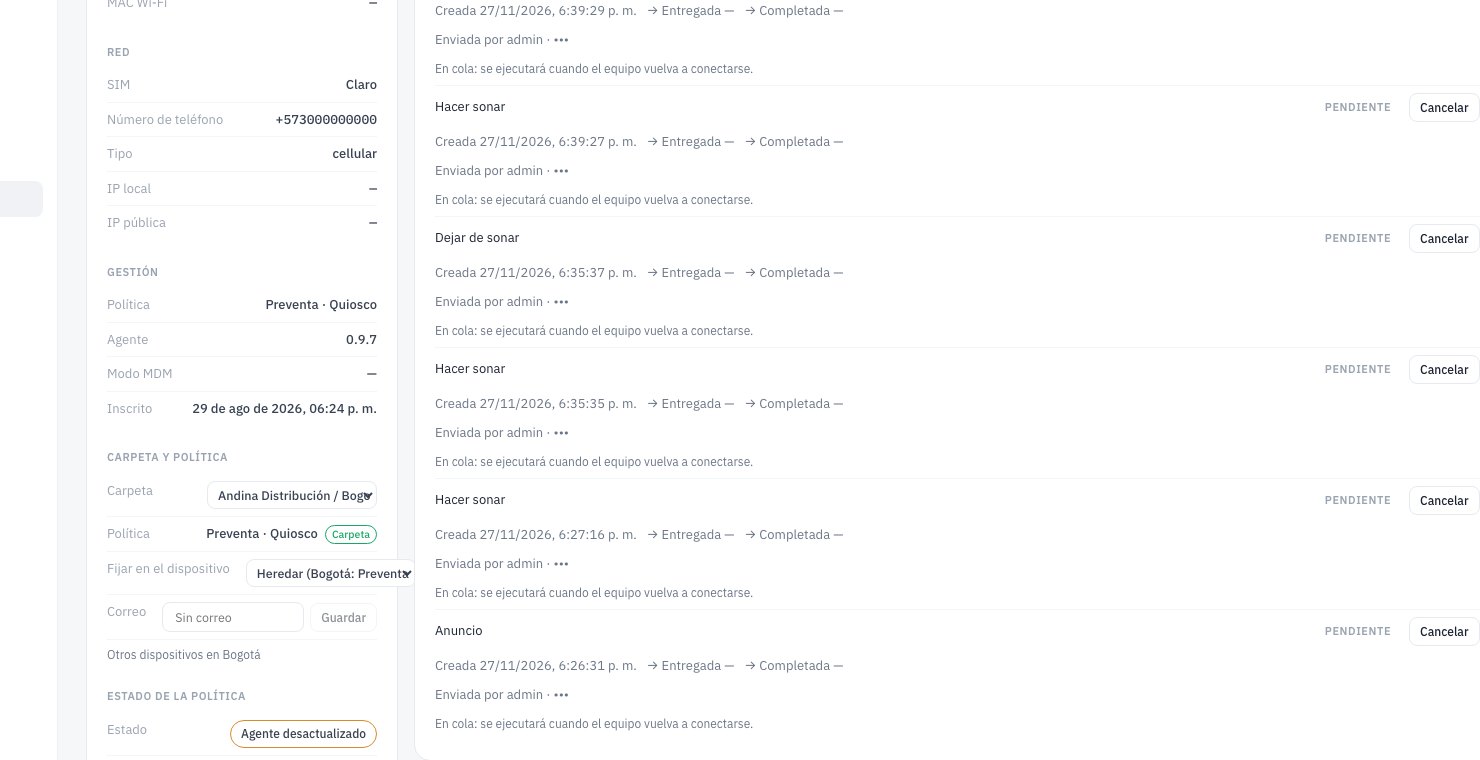 MAC Wi-Fi —
RED
SIM Claro
Número de teléfono +573000000000
Tipo cellular
IP local —
IP pública —
GESTIÓN
Política Preventa · Quiosco
Agente 0.9.7
Modo MDM —
Inscrito 29 de ago de 2026, 06:24 p. m.
CARPETA Y POLÍTICA
Carpeta Andina Distribución / Bogo
Política Preventa · Quiosco Carpeta
Fijar en el dispositivo Heredar (Bogotá: Preventa
Correo Sin correo Guardar
Otros dispositivos en Bogotá
ESTADO DE LA POLÍTICA
Estado Agente desactualizado
Creada 27/11/2026, 6:39:29 p. m. → Entregada — → Completada —
Enviada por admin · •••
En cola: se ejecutará cuando el equipo vuelva a conectarse.
Hacer sonar PENDIENTE Cancelar
Creada 27/11/2026, 6:39:27 p. m. → Entregada — → Completada —
Enviada por admin · •••
En cola: se ejecutará cuando el equipo vuelva a conectarse.
Dejar de sonar PENDIENTE Cancelar
Creada 27/11/2026, 6:35:37 p. m. → Entregada — → Completada —
Enviada por admin · •••
En cola: se ejecutará cuando el equipo vuelva a conectarse.
Hacer sonar PENDIENTE Cancelar
Creada 27/11/2026, 6:35:35 p. m. → Entregada — → Completada —
Enviada por admin · •••
En cola: se ejecutará cuando el equipo vuelva a conectarse.
Hacer sonar PENDIENTE Cancelar
Creada 27/11/2026, 6:27:16 p. m. → Entregada — → Completada —
Enviada por admin · •••
En cola: se ejecutará cuando el equipo vuelva a conectarse.
Anuncio PENDIENTE Cancelar
Creada 27/11/2026, 6:26:31 p. m. → Entregada — → Completada —
Enviada por admin · •••
En cola: se ejecutará cuando el equipo vuelva a conectarse.